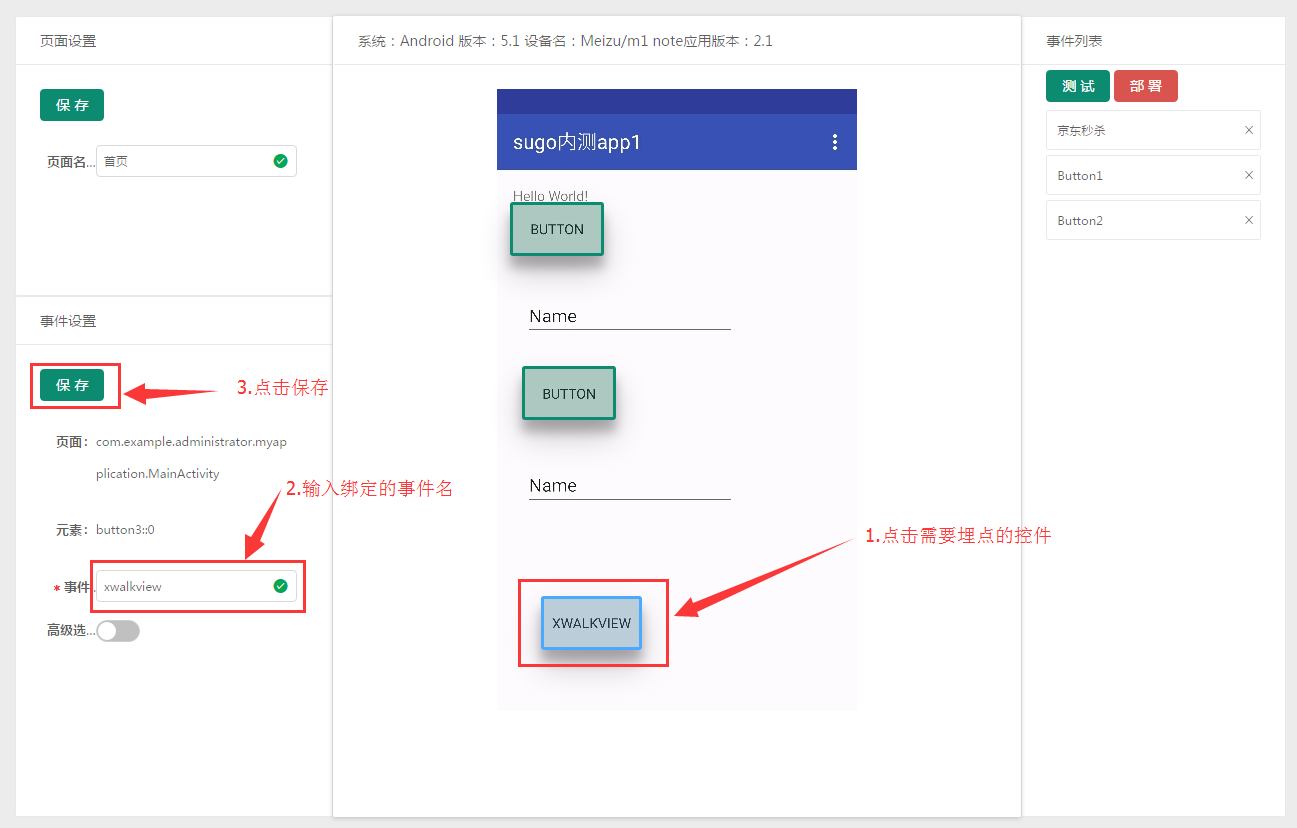 页面设置
保 存
页面名...
首页
事件设置
保 存
3.点击保存
页面：
com.example.administrator.myap
plication.MainActivity
2.输入绑定的事件名
元素：
button3::0
* 事件.
xwalkview
高级选...
系统：Android 版本：5.1 设备名：Meizu/m1 note应用版本：2.1
sugo内测app1
Hello World!
BUTTON
Name
BUTTON
Name
1.点击需要埋点的控件
XWALKVIEW
事件列表
测 试
部 署
京东秒杀
Button1
Button2